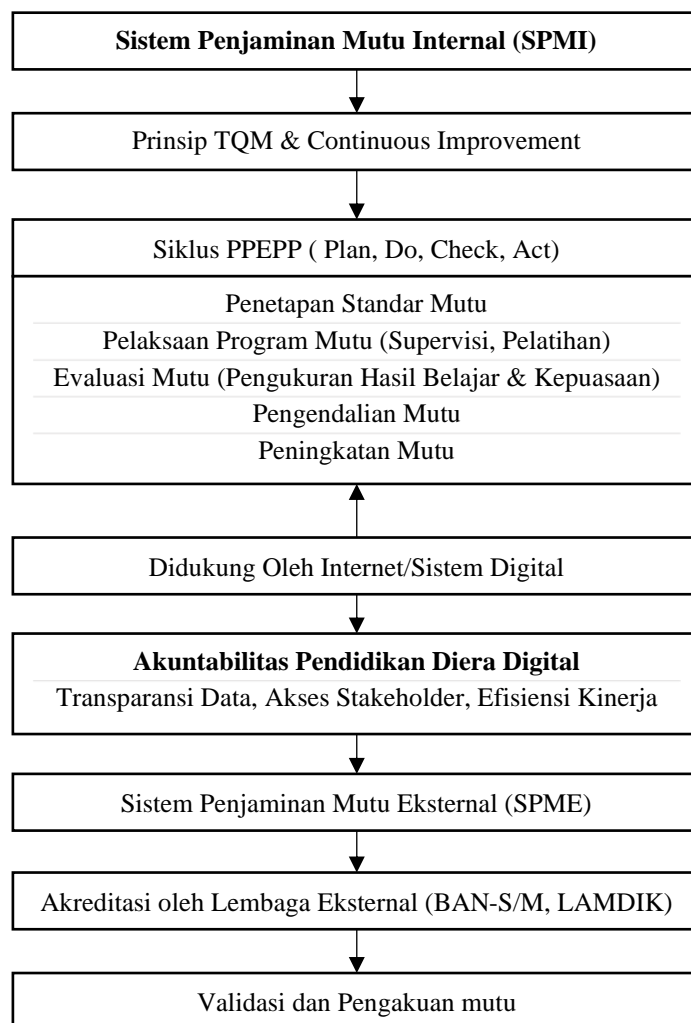 Sistem Penjaminan Mutu Internal (SPMI)
Prinsip TQM & Continuous Improvement
Siklus PPEPP ( Plan, Do, Check, Act)
Penetapan Standar Mutu
Pelaksaan Program Mutu (Supervisi, Pelatihan)
Evaluasi Mutu (Pengukuran Hasil Belajar & Kepuasaan)
Pengendalian Mutu
Peningkatan Mutu
Didukung Oleh Internet/Sistem Digital
Akuntabilitas Pendidikan Diera Digital
Transparansi Data, Akses Stakeholder, Efisiensi Kinerja
Sistem Penjaminan Mutu Eksternal (SPME)
Akreditasi oleh Lembaga Eksternal (BAN-S/M, LAMDIK)
Validasi dan Pengakuan mutu